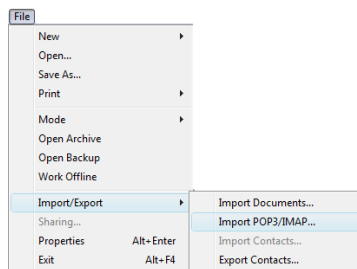 File
New
Open...
Save As...
Print
Mode
Open Archive
Open Backup
Work Offline
Import/Export
Sharing...
Properties Alt+Enter
Exit Alt+F4
Import Documents...
Import POP3/IMAP...
Import Contacts...
Export Contacts...